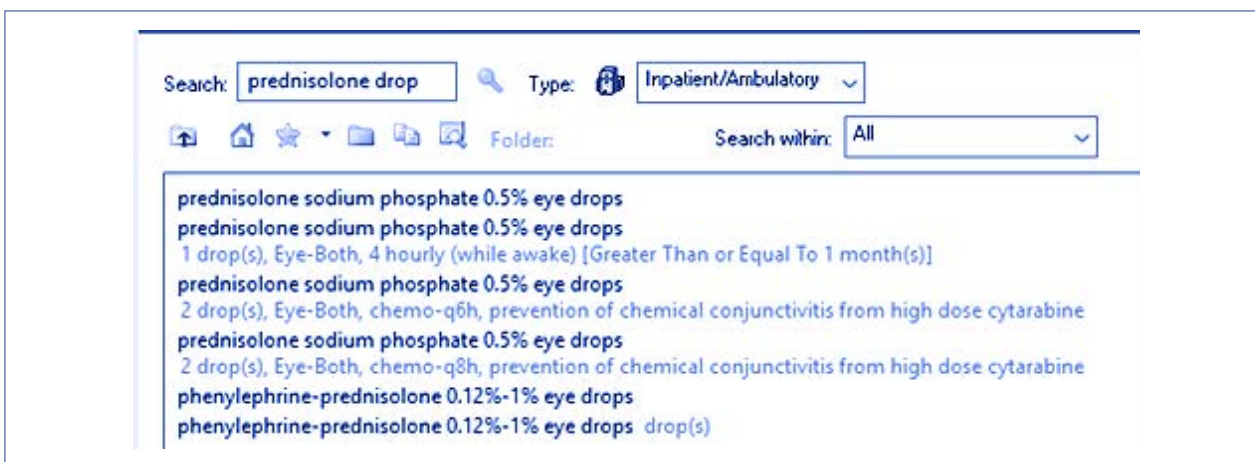 Search: prednisolone drop Type: Inpatient/Ambulatory
Folder: Search within: All
prednisolone sodium phosphate 0.5% eye drops
prednisolone sodium phosphate 0.5% eye drops
1 drop(s), Eye-Both, 4 hourly (while awake) [Greater Than or Equal To 1 month(s)]
prednisolone sodium phosphate 0.5% eye drops
2 drop(s), Eye-Both, chemo-q6h, prevention of chemical conjunctivitis from high dose cytarabine
prednisolone sodium phosphate 0.5% eye drops
2 drop(s), Eye-Both, chemo-q8h, prevention of chemical conjunctivitis from high dose cytarabine
phenylephrine-prednisolone 0.12%-1% eye drops
phenylephrine-prednisolone 0.12%-1% eye drops drop(s)